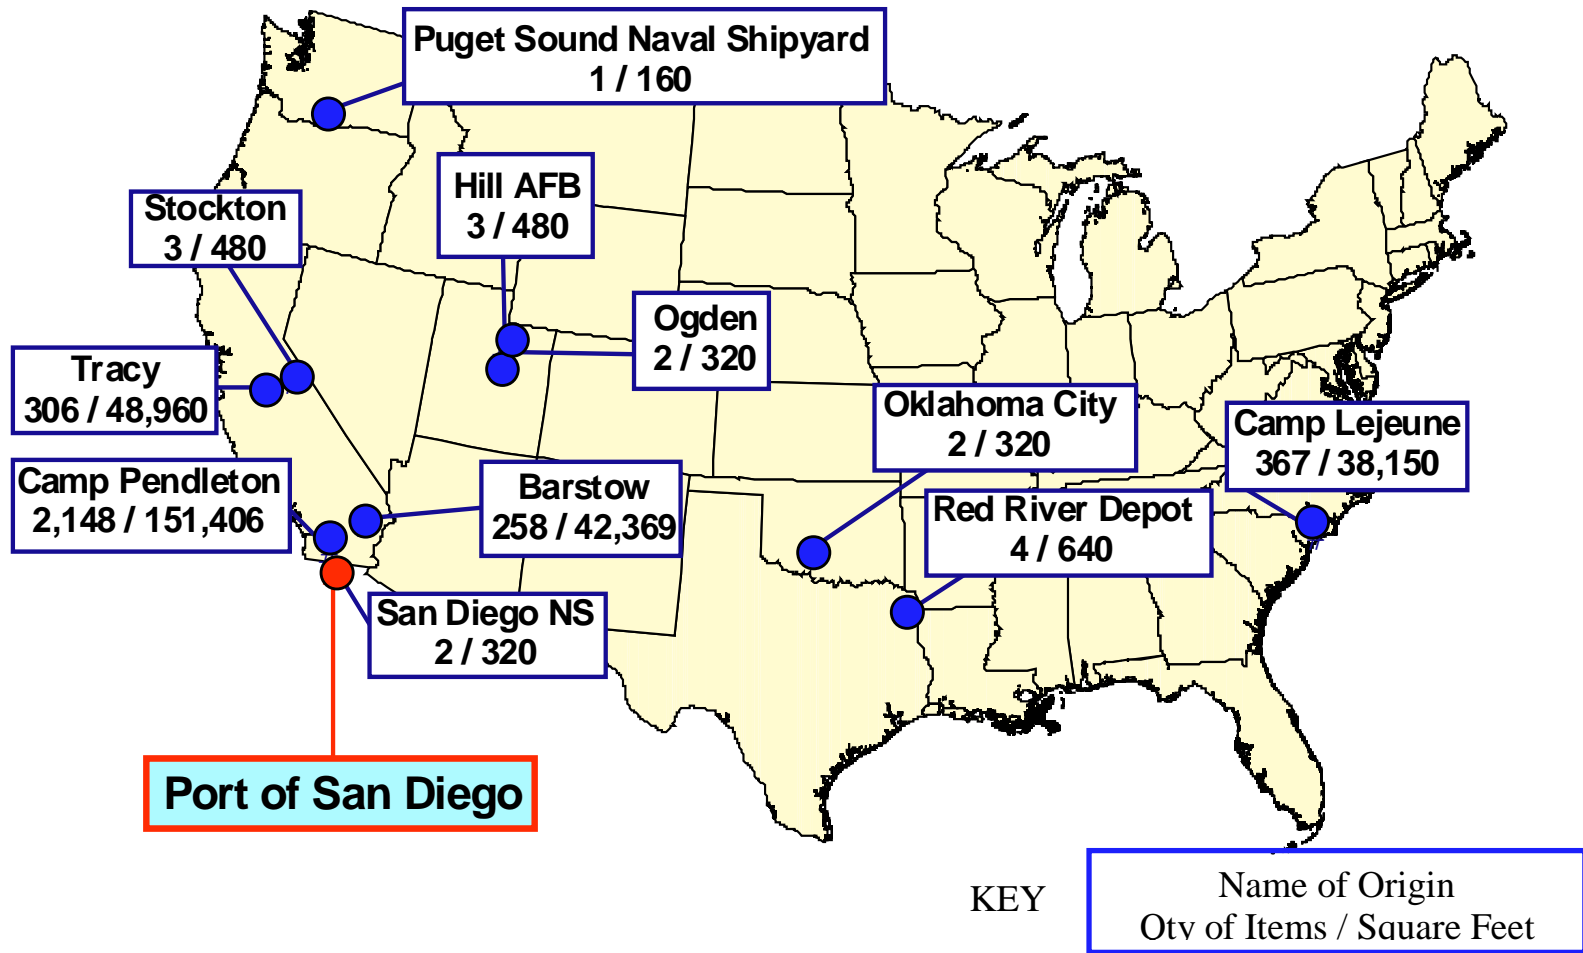 Puget Sound Naval Shipyard
1 / 160
Hill AFB
3 / 480
Stockton
3 / 480
Ogden
2 / 320
Tracy
306 / 48,960
Oklahoma City
2 / 320
Camp Lejeune
367 / 38,150
Camp Pendleton
2,148 / 151,406
Barstow
258 / 42,369
Red River Depot
4 / 640
San Diego NS
2 / 320
Port of San Diego
KEY
Name of Origin
Qty of Items / Square Feet